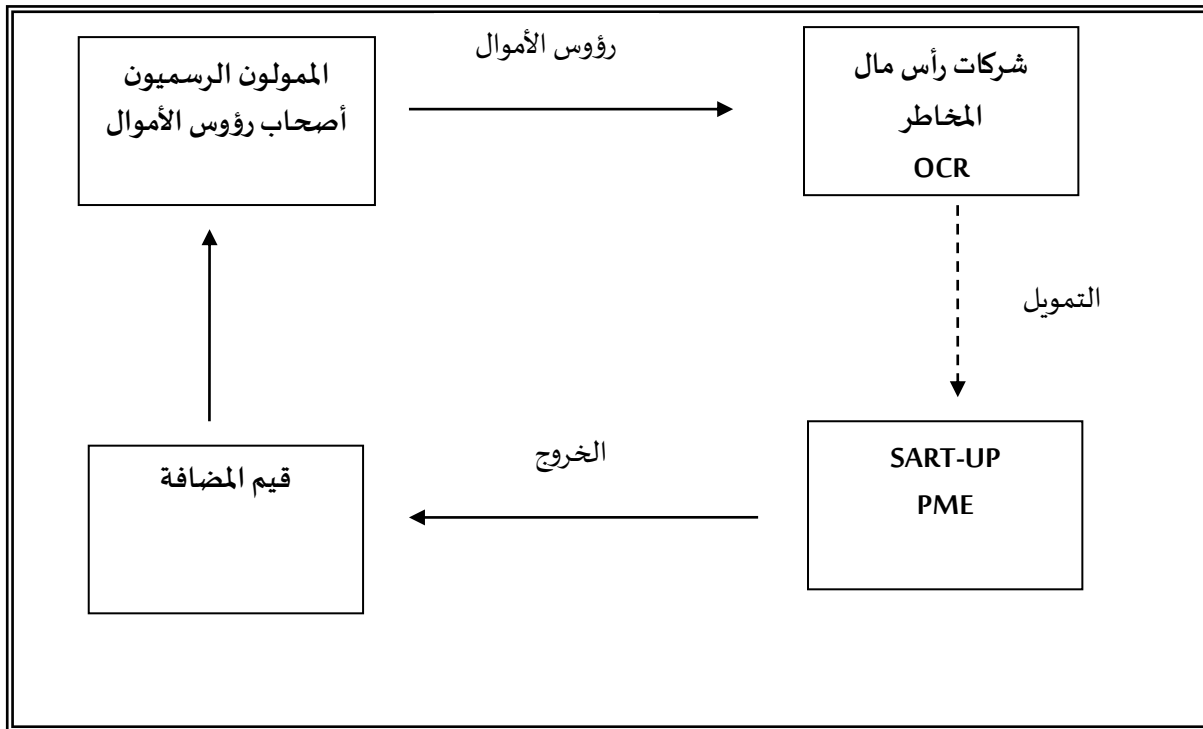 رؤوس الأموال
شركات رأس مال
المخاطر
OCR
الممولون الرسميون
أصحاب رؤوس الأموال
التمويل
SART-UP
PME
الخروج
قيم المضافة